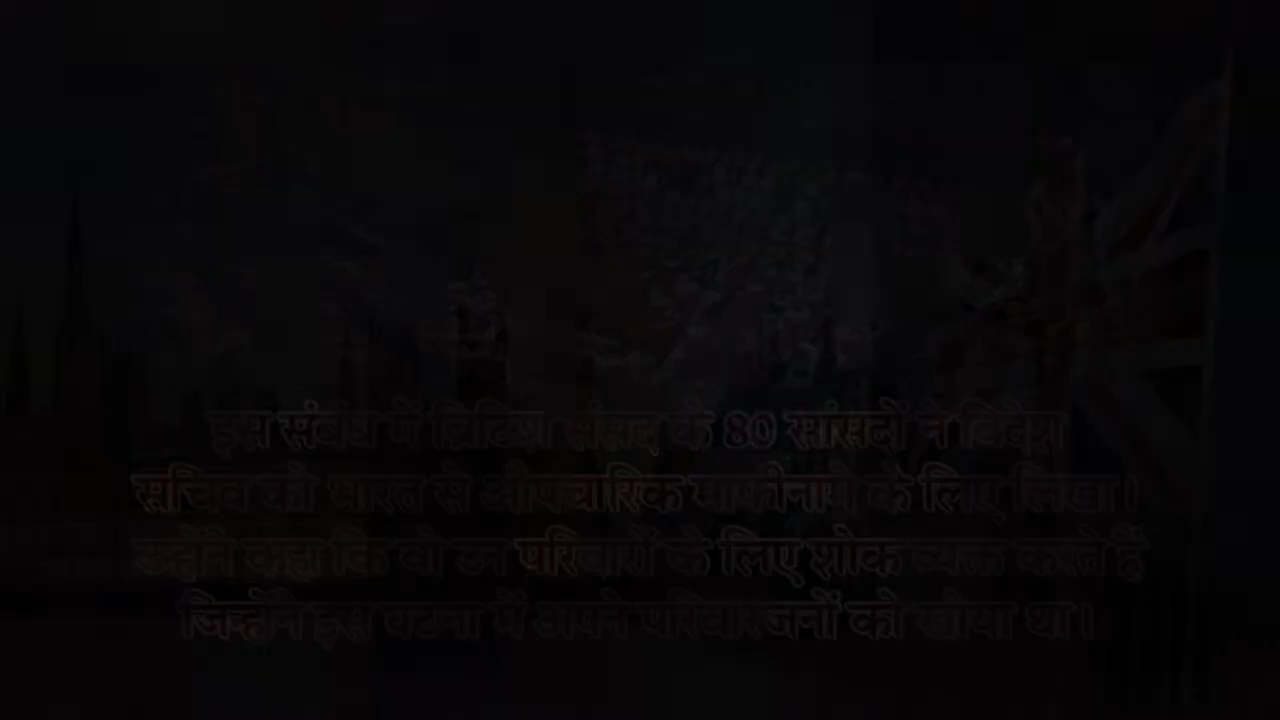 इस संबंध में ब्रिटिश संसद के 80 सांसदों ने विदेश
सचिव को भारत से औपचारिक माफीनामे के लिए लिखा।
उन्होंने कहा कि वो उन परिवारों के लिए शोक व्यक्त करते हैं
जिन्होंने इस घटना में अपने परिवारजनों को खोया था।